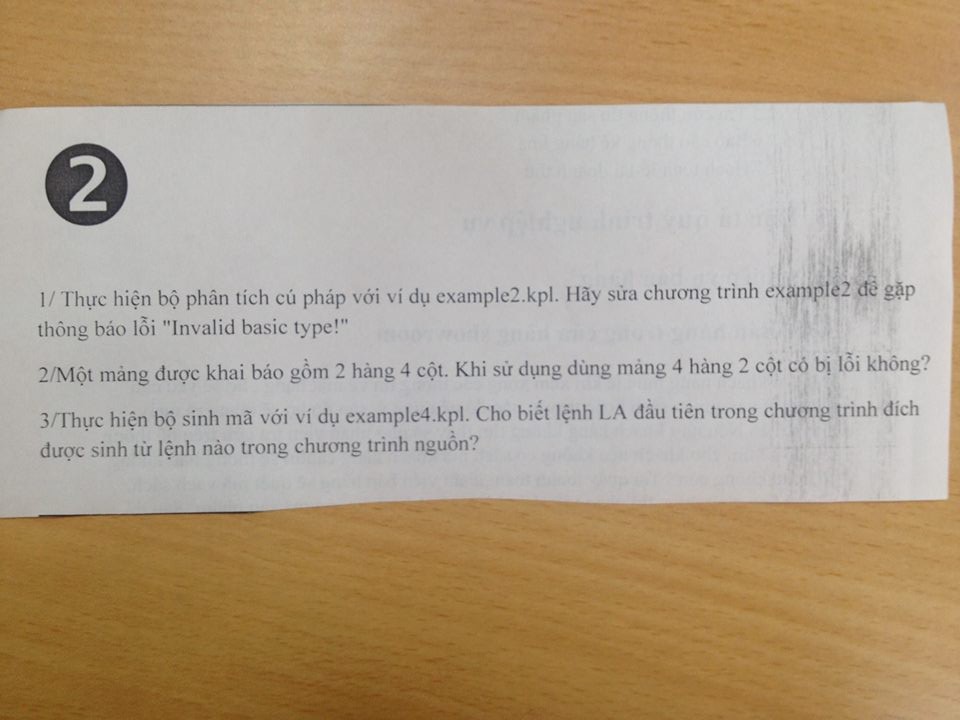 2
1/ Thực hiện bộ phân tích cú pháp với ví dụ example2.kpl. Hãy sửa chương trình example2 để gặp
thông báo lỗi "Invalid basic type!"
2/Một mảng được khai báo gồm 2 hàng 4 cột. Khi sử dụng dùng mảng 4 hàng 2 cột có bị lỗi không?
3/Thực hiện bộ sinh mã với ví dụ example4.kpl. Cho biết lệnh LA đầu tiên trong chương trình đích
được sinh từ lệnh nào trong chương trình nguồn?